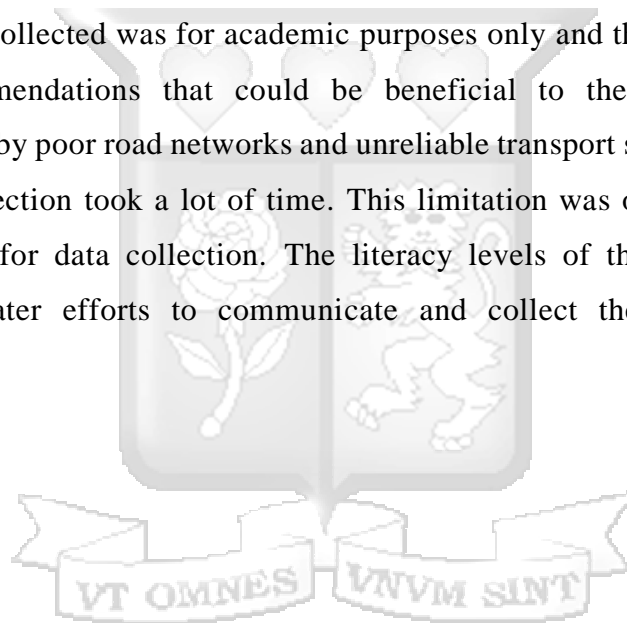 ollected was for academic purposes only and th
mendations that could be beneficial to the
by poor road networks and unreliable transport s
ection took a lot of time. This limitation was o
for data collection. The literacy levels of th
ater efforts to communicate and collect the
VT OMNES VNVM SINT